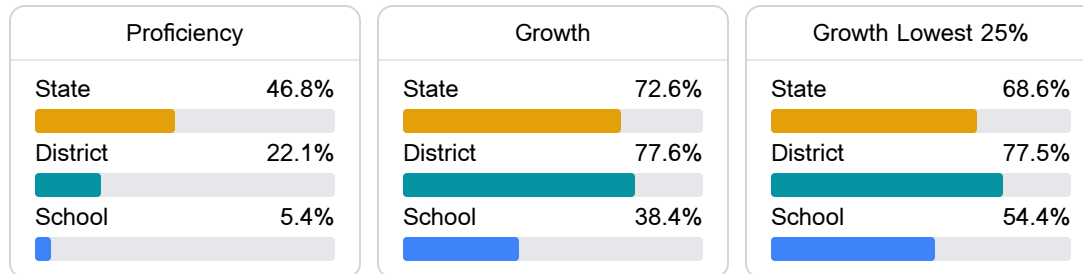 Proficiency
State 46.8%
District 22.1%
School 5.4%
Growth
State 72.6%
District 77.6%
School 38.4%
Growth Lowest 25%
State 68.6%
District 77.5%
School 54.4%